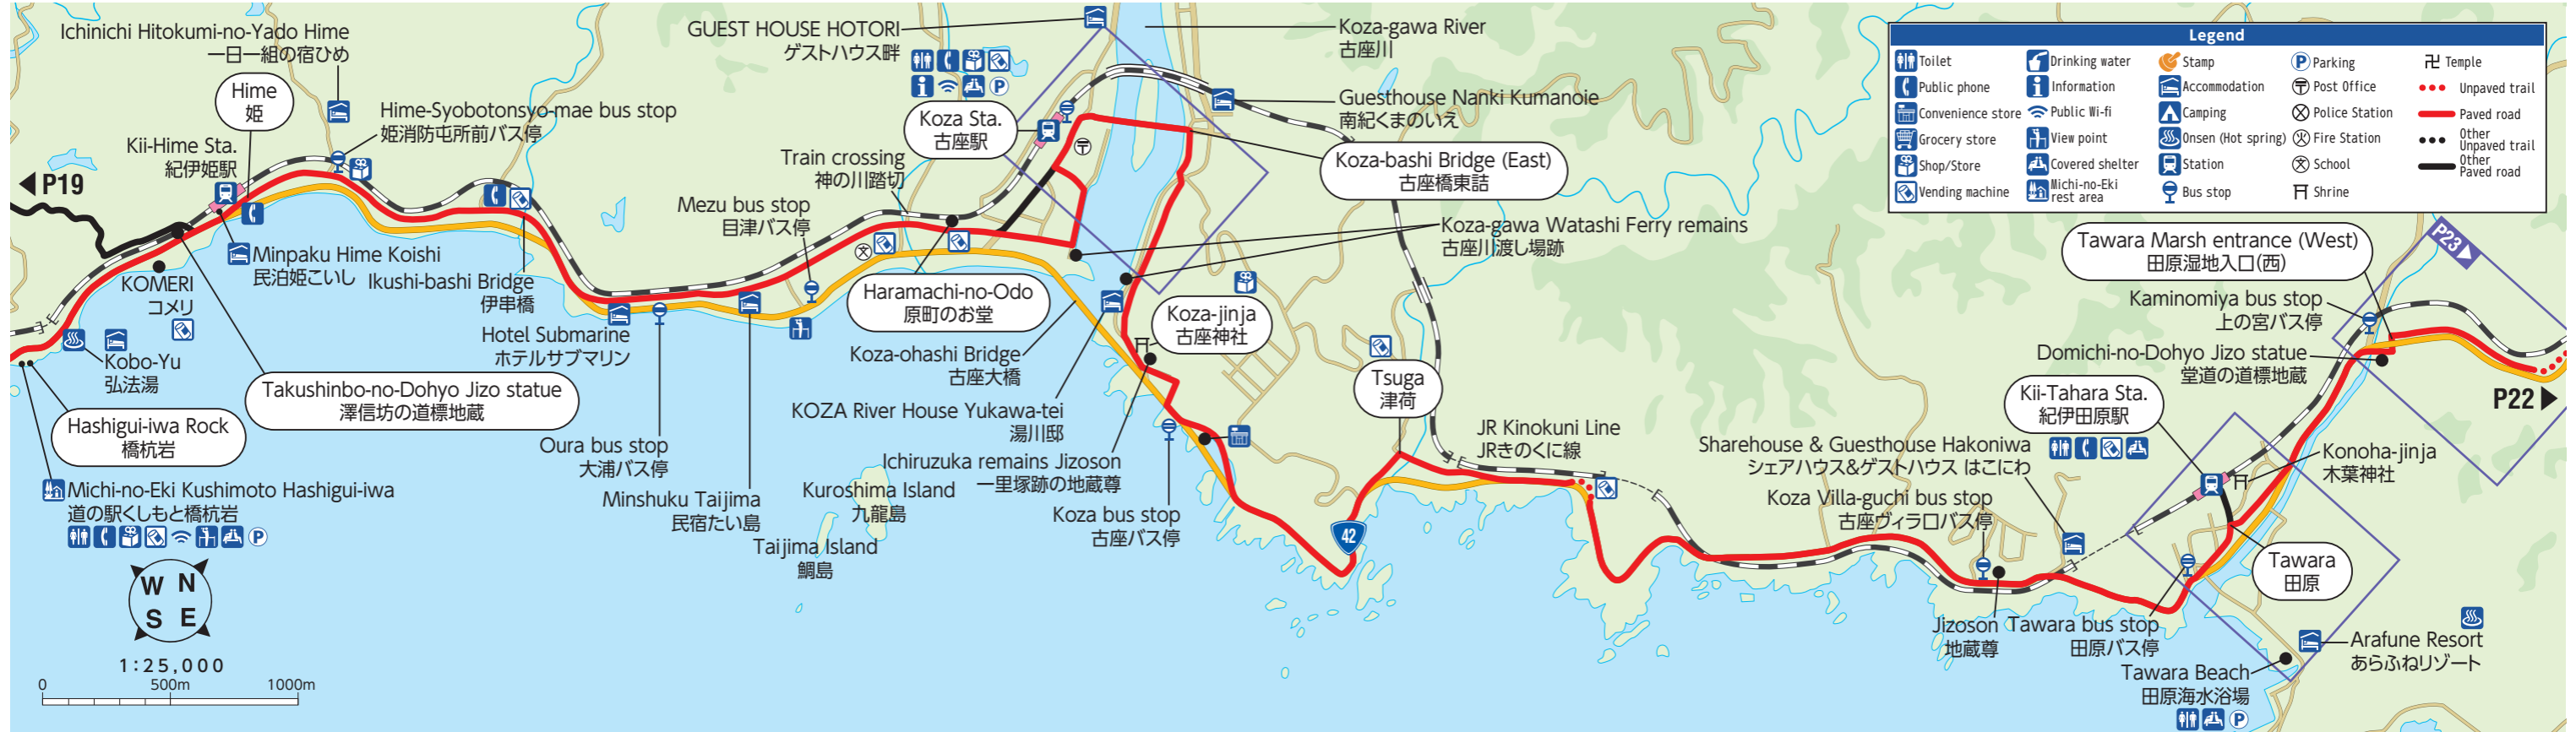 Ichinichi Hitokumi-no-Yado Hime
一日一組の宿ひめ
Hime
姫
Hime-Syobotonsyo-mae bus stop
姫消防屯所前バス停
Kii-Hime Sta.
紀伊姫駅
◀P19
Minpaku Hime Koishi
民泊姫こいし
KOMERI
コメリ
Ikushi-bashi Bridge
伊串橋
Kobo-Yu
弘法湯
Takushinbo-no-Dohyo Jizo statue
澤信坊の道標地蔵
Hashigui-iwa Rock
橋杭岩
Michi-no-Eki Kushimoto Hashigui-iwa
道の駅くしもと橋杭岩
P
W N
S E
1:25,000
0 500m 1000m
Hotel Submarine
ホテルサブマリン
Oura bus stop
大浦バス停
Minshuku Taijima
民宿たい島
Taijima Island
鯛島
Kuroshima Island
九龍島
Mezu bus stop
目津バス停
Train crossing
神の川踏切
GUEST HOUSE HOTORI
ゲストハウス畔
P
Koza Sta.
古座駅
Haramachi-no-Odo
原町のお堂
Koza-ohashi Bridge
古座大橋
KOZA River House Yukawa-tei
湯川邸
Ichiruzuka remains Jizoson
一里塚跡の地蔵尊
Koza bus stop
古座バス停
Koza-gawa River
古座川
Guesthouse Nanki Kumanoie
南紀くまのいえ
Koza-bashi Bridge (East)
古座橋東詰
Koza-gawa Watashi Ferry remains
古座川渡し場跡
Koza-jinja
古座神社
Tsuga
津荷
42
JR Kinokuni Line
JRきのくに線
Sharehouse & Guesthouse Hakoniwa
シェアハウス&ゲストハウス はこにわ
Koza Villa-guchi bus stop
古座ヴィラ口バス停
Jizoson
地蔵尊
Tawara bus stop
田原バス停
Tawara Beach
田原海水浴場
P
Arafune Resort
あらふねリゾート
Tawara
田原
Konoha-jinja
木葉神社
Kii-Tahara Sta.
紀伊田原駅
Domichi-no-Dohyo Jizo statue
堂道の道標地蔵
Kaminomiya bus stop
上の宮バス停
Tawara Marsh entrance (West)
田原湿地入口(西)
P23▶
P22▶
Legend
Toilet
Public phone
Convenience store
Grocery store
Shop/Store
Vending machine
Drinking water
Information
Public Wi-fi
View point
Covered shelter
Michi-no-Eki
rest area
Stamp
Accommodation
Camping
Onsen (Hot spring)
Station
Bus stop
P Parking
Post Office
Police Station
Fire Station
School
Shrine
Temple
Unpaved trail
Paved road
Other
Unpaved trail
Other
Paved road